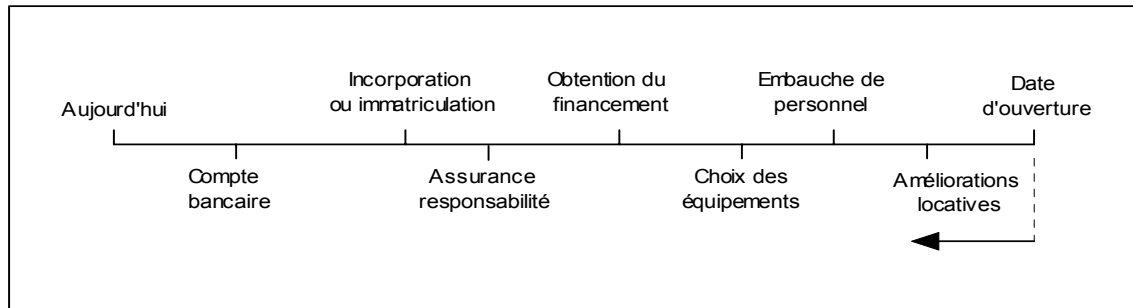 Aujourd'hui
Compte
bancaire
Incorporation
ou immatriculation
Assurance
responsabilité
Obtention du
financement
Choix des
équipements
Embauche de
personnel
Améliorations
locatives
Date
d'ouverture